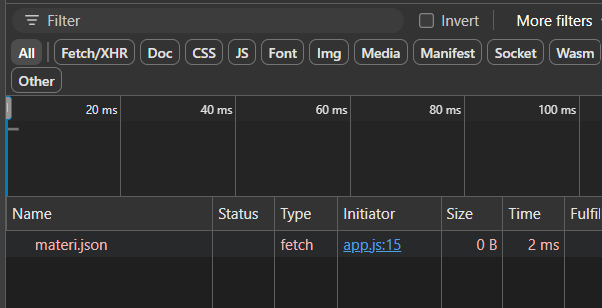 Filter Invert More filters
All Fetch/XHR Doc CSS JS Font Img Media Manifest Socket Wasm
Other
20 ms 40 ms 60 ms 80 ms 100 ms
Name Status Type Initiator Size Time Fulfil
materi.json fetch app.js:15 0 B 2 ms